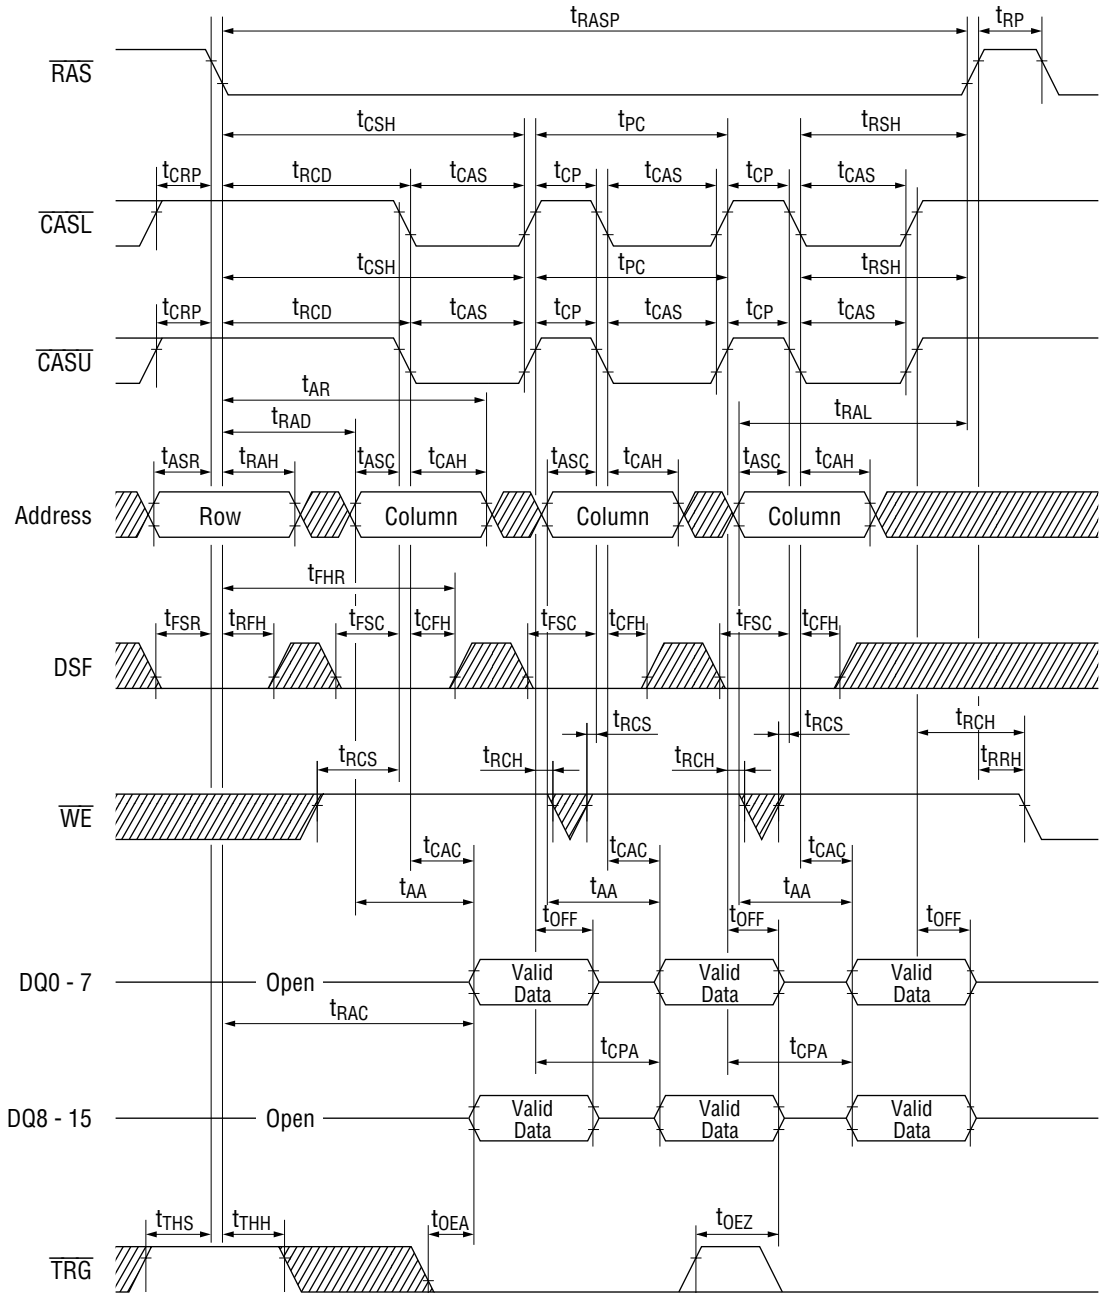 tRASP tRP
RAS
tCSH tPC tRSH
tCRP tRCD tCAS tCP tCAS tCP tCAS
CASL
tCSH tPC tRSH
tCRP tRCD tCAS tCP tCAS tCP tCAS
CASU
tAR
tRAD tRAL
tASR tRAH tASC tCAH tASC tCAH tASC tCAH
Address Row Column Column Column
tFHR
tFSR tRFH tFSC tCFH tFSC tCFH tFSC tCFH
DSF
tRCS tRCS tRCH
tRCS tRCH tRCH tRRH
WE
tCAC tCAC tCAC
tAA tAA tAA
tOFF tOFF tOFF
DQ0 - 7 Open Valid Data Valid Data Valid Data
tRAC
tCPA tCPA
DQ8 - 15 Open Valid Data Valid Data Valid Data
tTHS tTHH tOEA tOEZ
TRG